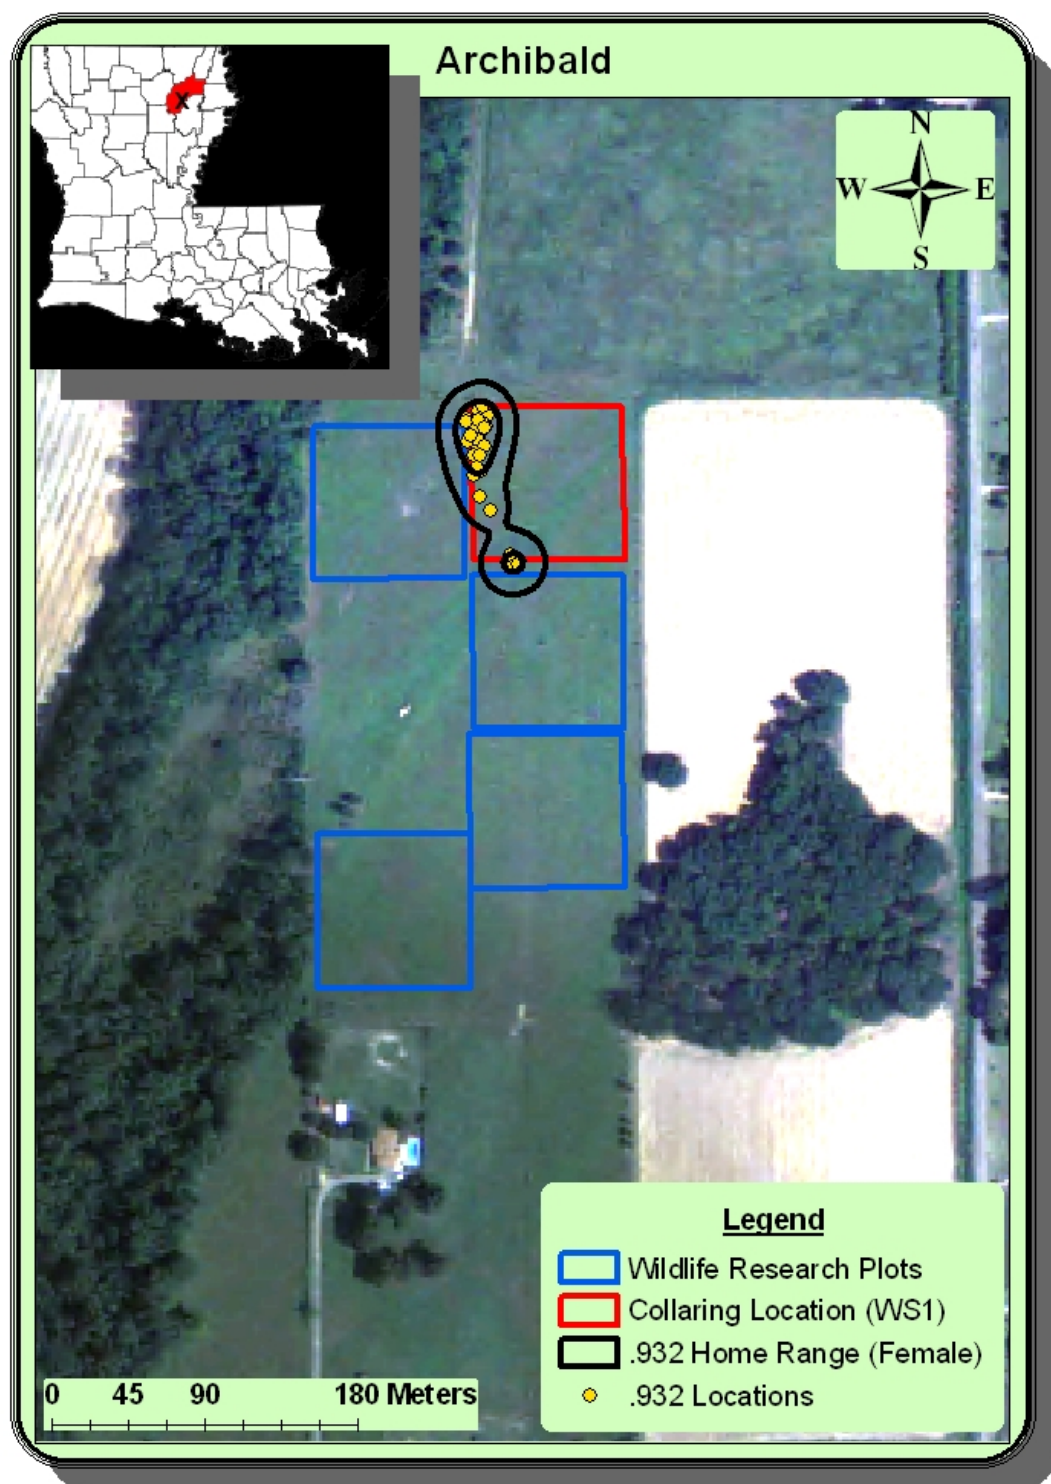 Archibald
X
N
W E
S
Legend
Wildlife Research Plots
Collaring Location (WS1)
.932 Home Range (Female)
.932 Locations
0 45 90 180 Meters